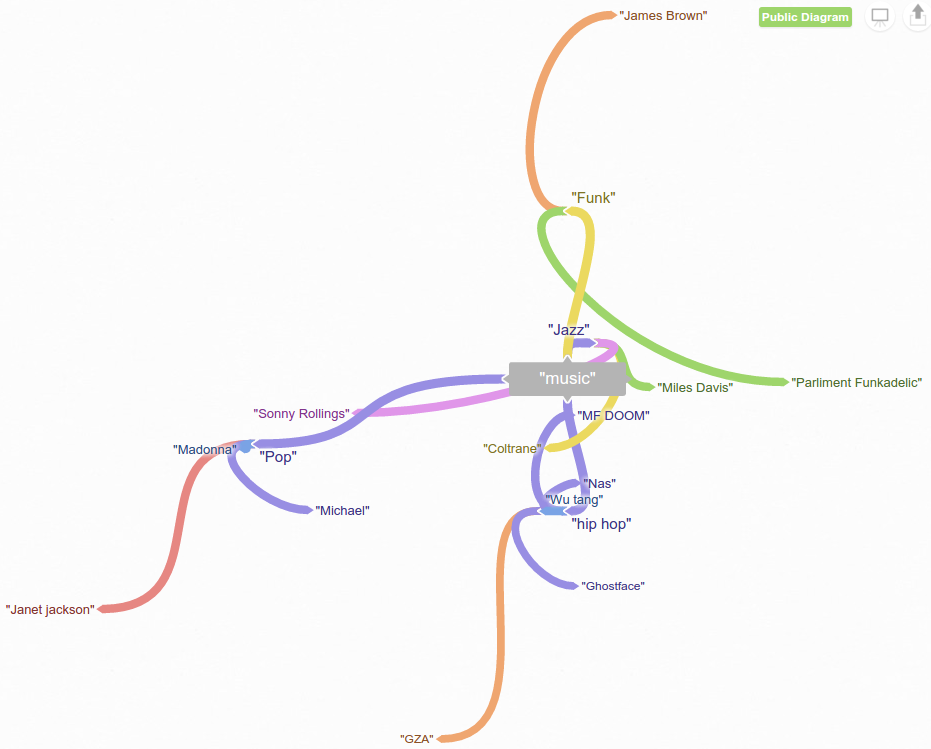 "James Brown"
Public Diagram
"Funk"
"Jazz"
"music"
"Parliment Funkadelic"
"Miles Davis"
"Sonny Rollings"
"MF DOOM"
"Madonna"
"Pop"
"Coltrane"
"Nas"
"Wu tang"
"Michael"
"hip hop"
"Ghostface"
"Janet jackson"
"GZA"